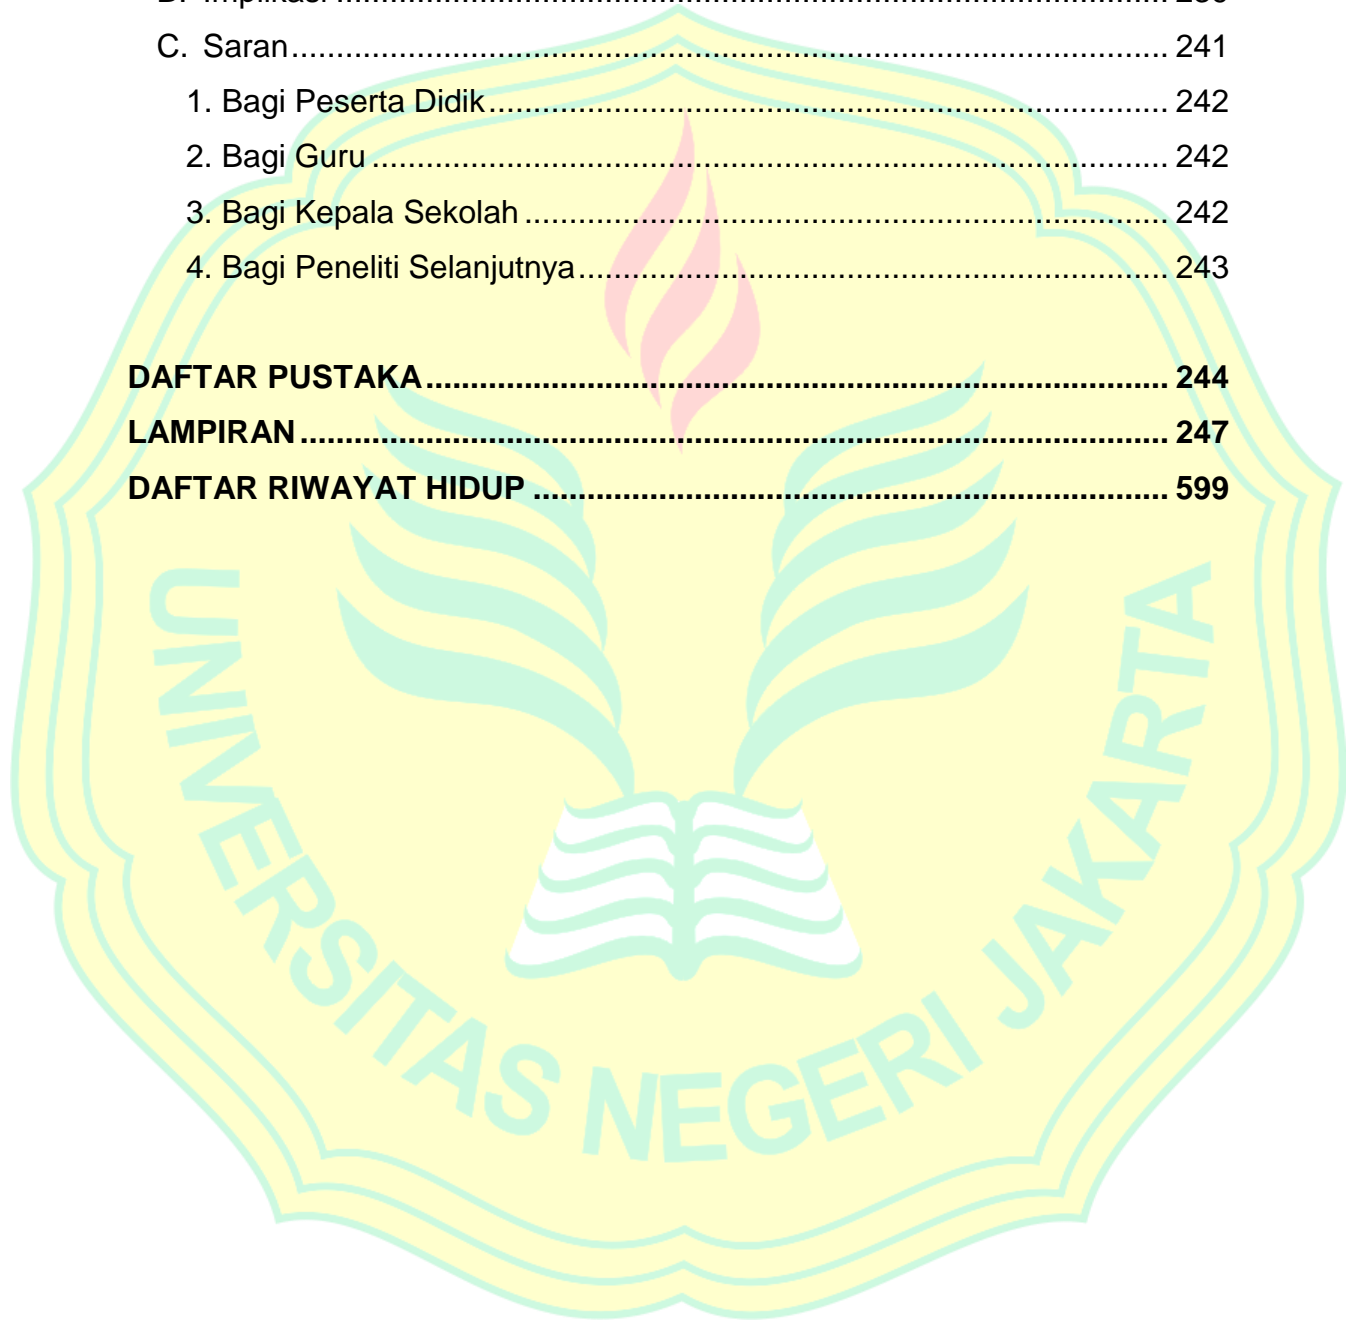 C. Saran.................................................................................................. 241
1. Bagi Peserta Didik............................................................................ 242
2. Bagi Guru ......................................................................................... 242
3. Bagi Kepala Sekolah ........................................................................ 242
4. Bagi Peneliti Selanjutnya.................................................................. 243
DAFTAR PUSTAKA................................................................................... 244
LAMPIRAN ................................................................................................. 247
DAFTAR RIWAYAT HIDUP ....................................................................... 599
UNIVERSITAS NEGERI JAKARTA